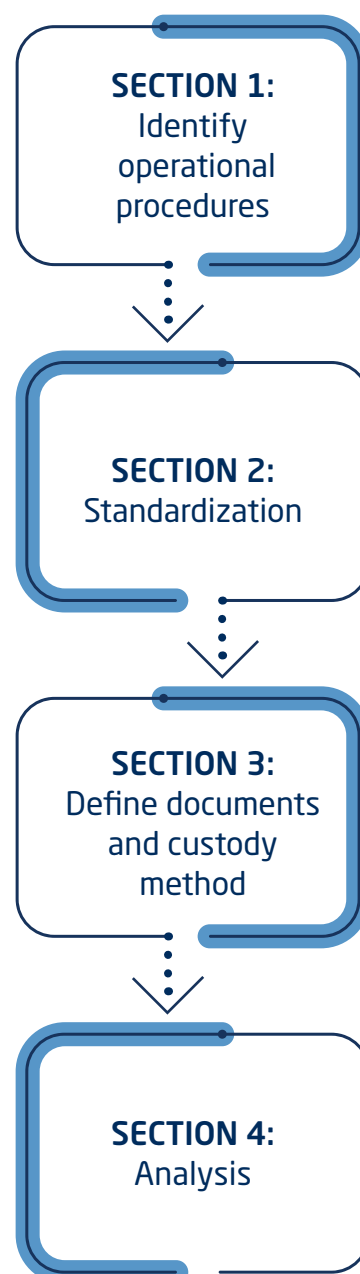 SECTION 1:
Identify
operational
procedures
SECTION 2:
Standardization
SECTION 3:
Define documents
and custody
method
SECTION 4:
Analysis